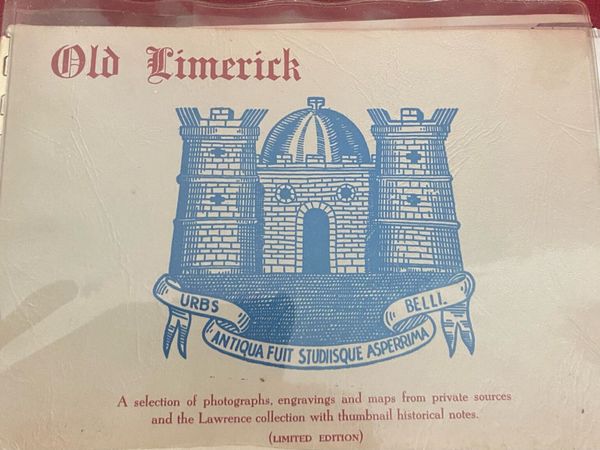 Old Limerick
URBS
BELLI.
ANTIQUA FUIT STUDIISQUE ASPERRIMA
A selection of photographs, engravings and maps from private sources
and the Lawrence collection with thumbnail historical notes.
(LIMITED EDITION)